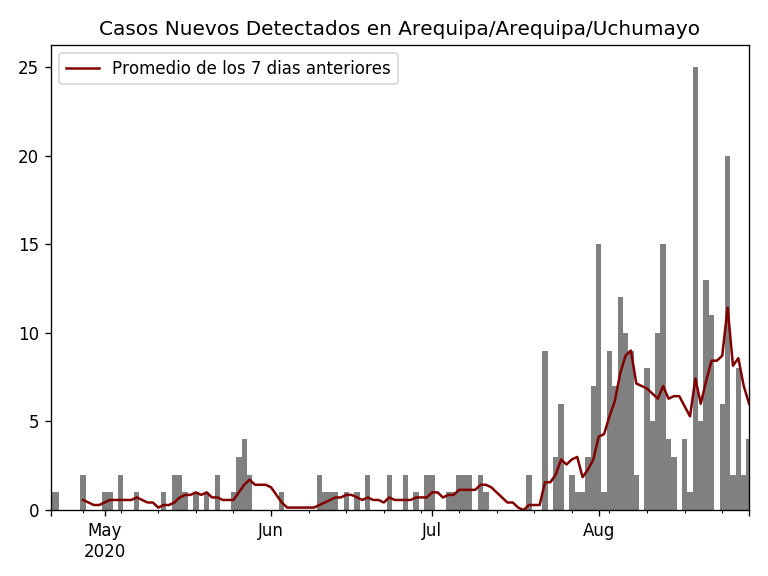 Casos Nuevos Detectados en Arequipa/Arequipa/Uchumayo
Promedio de los 7 dias anteriores
25
20
15
10
5
0
May Jun Jul Aug
2020